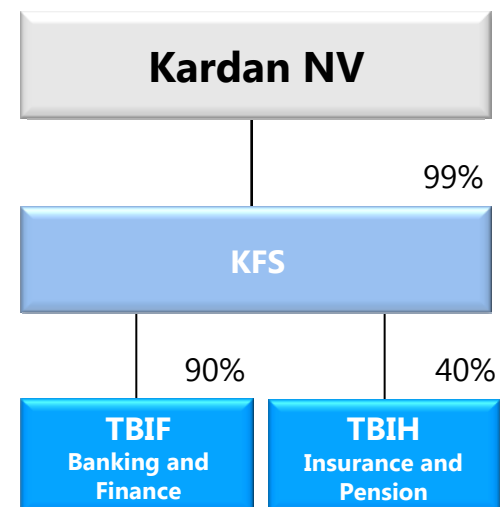 Kardan NV
99%
KFS
90%
40%
TBIF
Banking and
Finance
TBIH
Insurance and
Pension